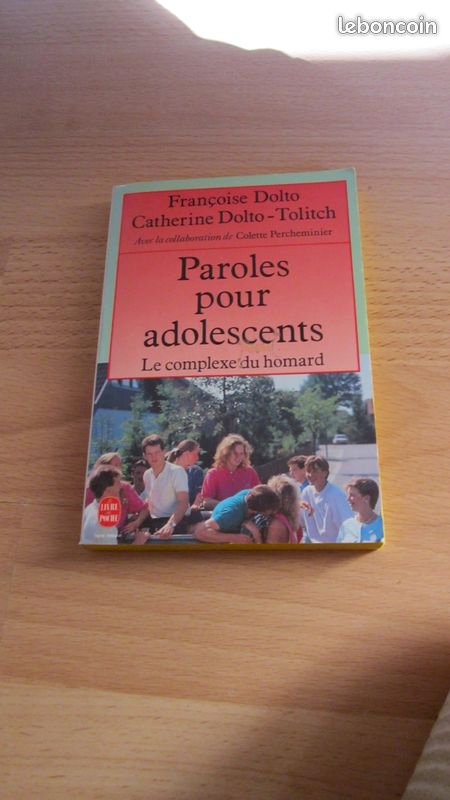 leboncoin
Françoise Dolto
Catherine Dolto-Tolitch
Avec la collaboration de Colette Percheminier
Paroles
pour
adolescents
Le complexe du homard
LIVRE
DE
POCHE